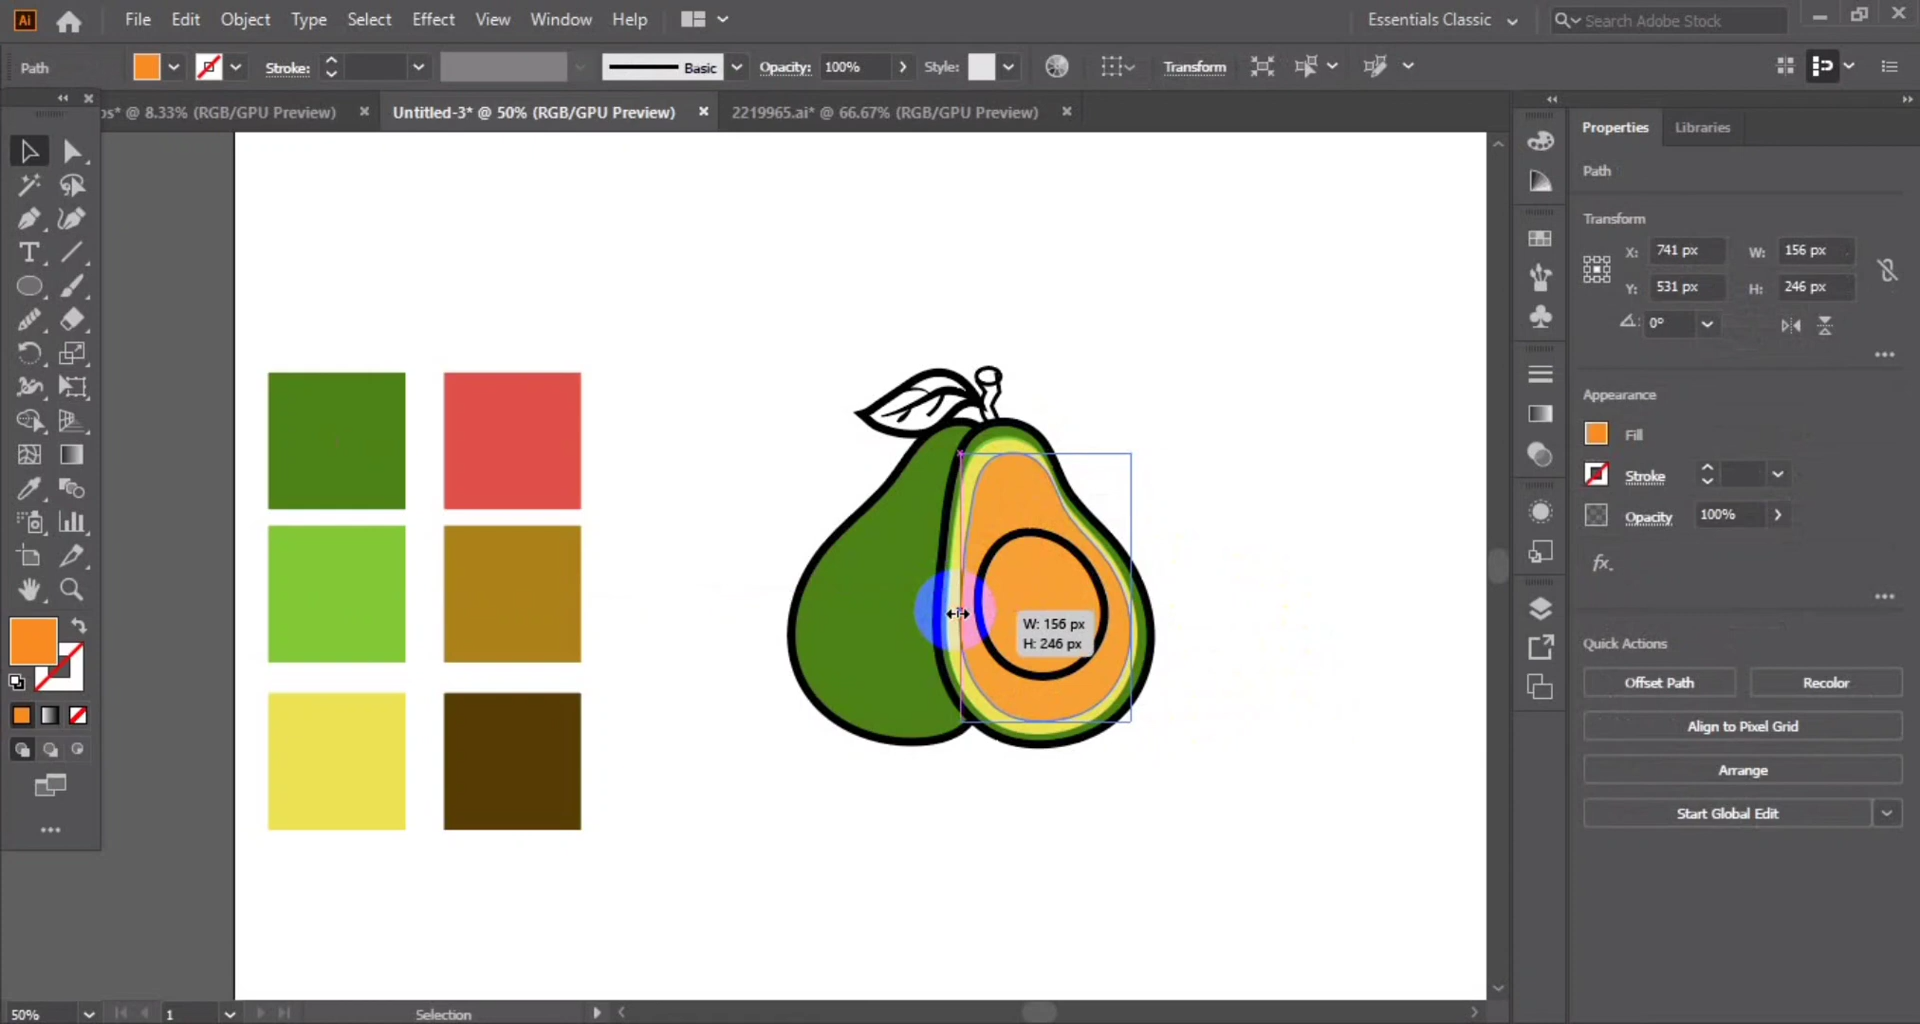 Ai File Edit Object Type Select Effect View Window Help Essentials Classic Search Adobe Stock
Path Stroke: Basic Opacity: 100% Style: Transform
os* @ 8.33% (RGB/GPU Preview) Untitled-3* @ 50% (RGB/GPU Preview) 2219965.ai* @ 66.67% (RGB/GPU Preview)
Properties Libraries
Path
Transform
X: 741 px W: 156 px
Y: 531 px H: 246 px
0°
Appearance
Fill
Stroke
Opacity 100%
fx.
W: 156 px
H: 246 px
Quick Actions
Offset Path Recolor
Align to Pixel Grid
Arrange
Start Global Edit
50% 1 Selection